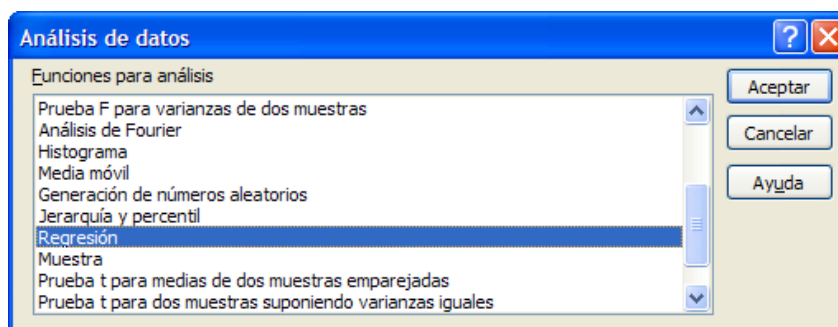 Análisis de datos
Funciones para análisis
Prueba F para varianzas de dos muestras
Análisis de Fourier
Histograma
Media móvil
Generación de números aleatorios
Jerarquía y percentil
Regresión
Muestra
Prueba t para medias de dos muestras emparejadas
Prueba t para dos muestras suponiendo varianzas iguales
Aceptar
Cancelar
Ayuda